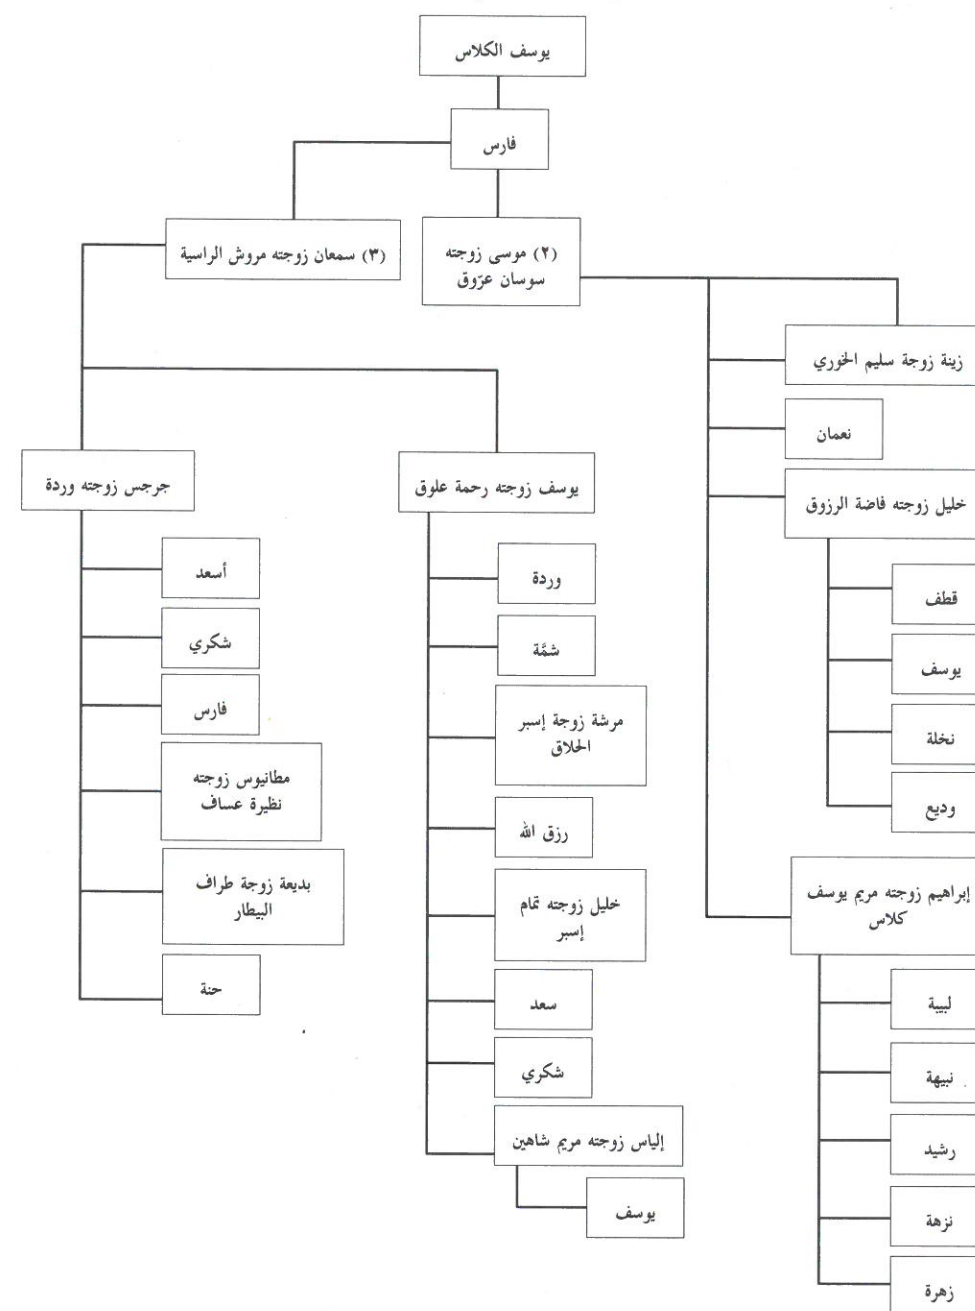 يوسف الكلاس
فارس
(٢) موسى زوجته
سوسان عرّوق
(٣) سمعان زوجته مروش الراسية
زينة زوجة سليم الخوري
نعمان
خليل زوجته فاضة الرزوق
قطف
يوسف
نخلة
وديع
إبراهيم زوجته مريم يوسف
كلاس
لبيبة
نبيهة
رشيد
نزهة
زهرة
يوسف زوجته رحمة علوق
وردة
شمَّة
مرشة زوجة إسبر
الحلاق
رزق الله
خليل زوجته تمام
إسبر
سعد
شكري
إلياس زوجته مريم شاهين
يوسف
جرجس زوجته وردة
أسعد
شكري
فارس
مطانيوس زوجته
نظيرة عساف
بديعة زوجة طراف
البيطار
حنة